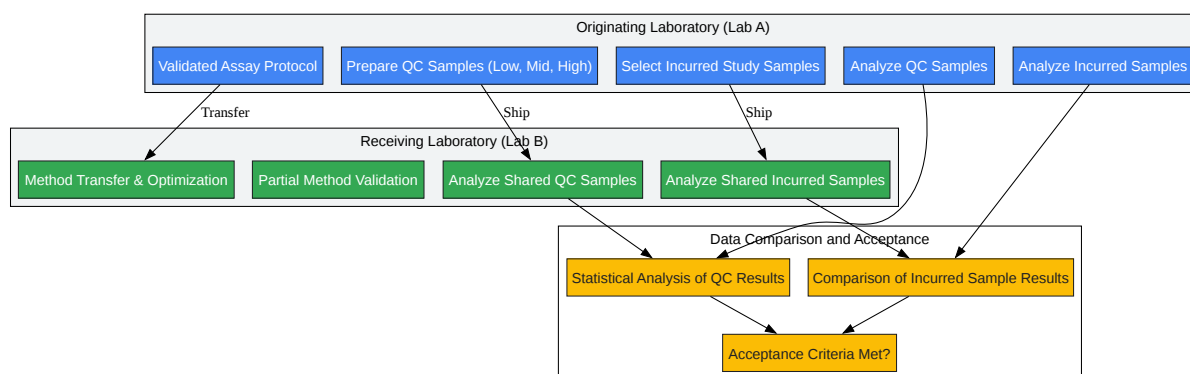 Originating Laboratory (Lab A)
Validated Assay Protocol
Prepare QC Samples (Low, Mid, High)
Select Incurred Study Samples
Analyze QC Samples
Analyze Incurred Samples
Transfer
Ship
Ship
Receiving Laboratory (Lab B)
Method Transfer & Optimization
Partial Method Validation
Analyze Shared QC Samples
Analyze Shared Incurred Samples
Data Comparison and Acceptance
Statistical Analysis of QC Results
Comparison of Incurred Sample Results
Acceptance Criteria Met?